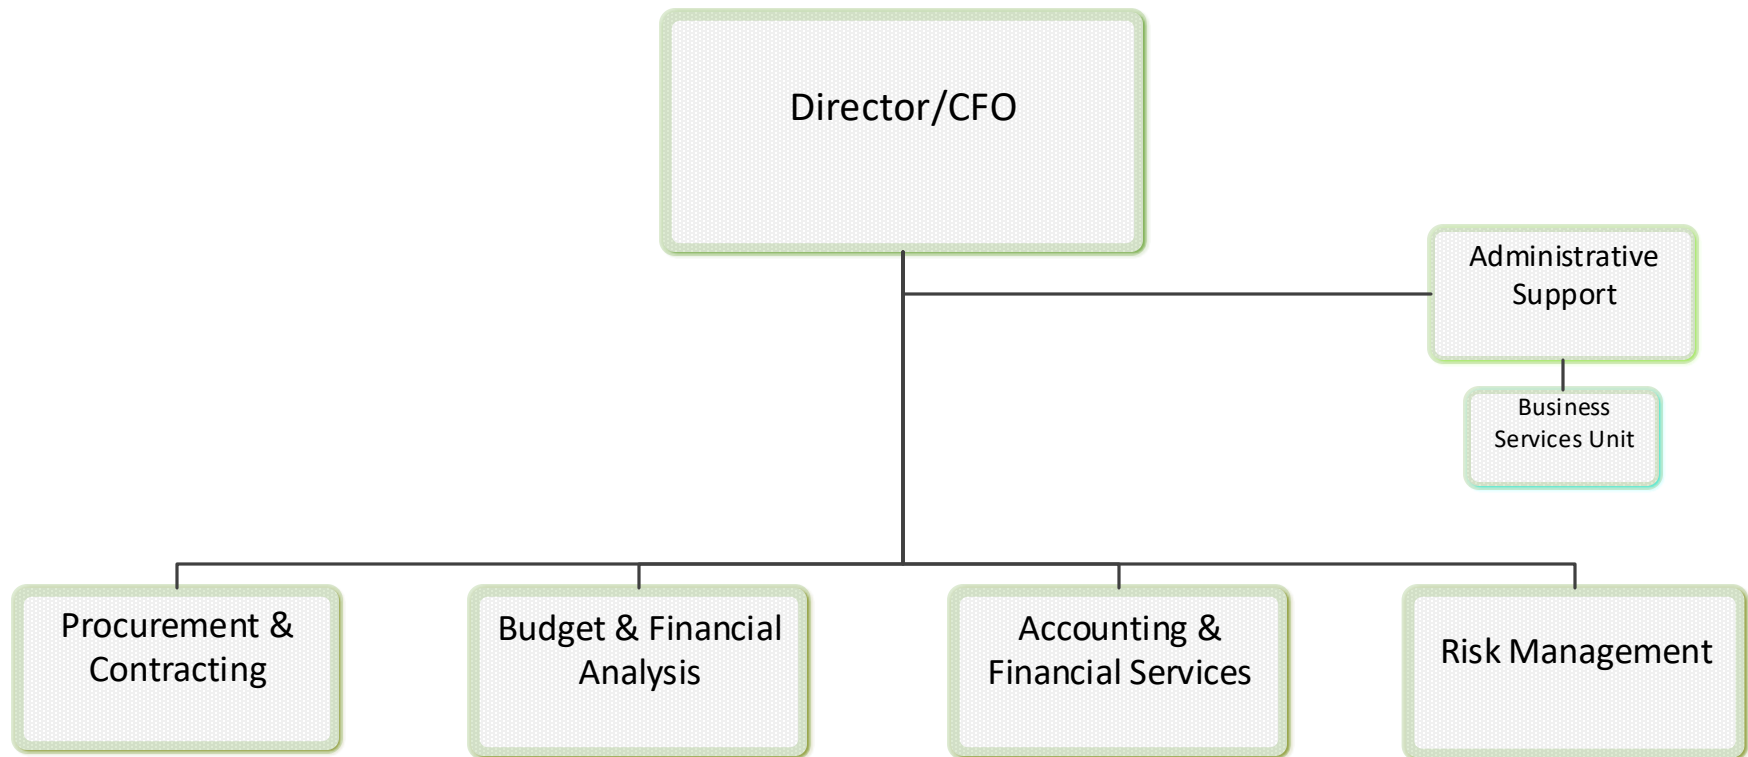 Director/CFO
Administrative
Support
Business
Services Unit
Procurement &
Contracting
Budget & Financial
Analysis
Accounting &
Financial Services
Risk Management